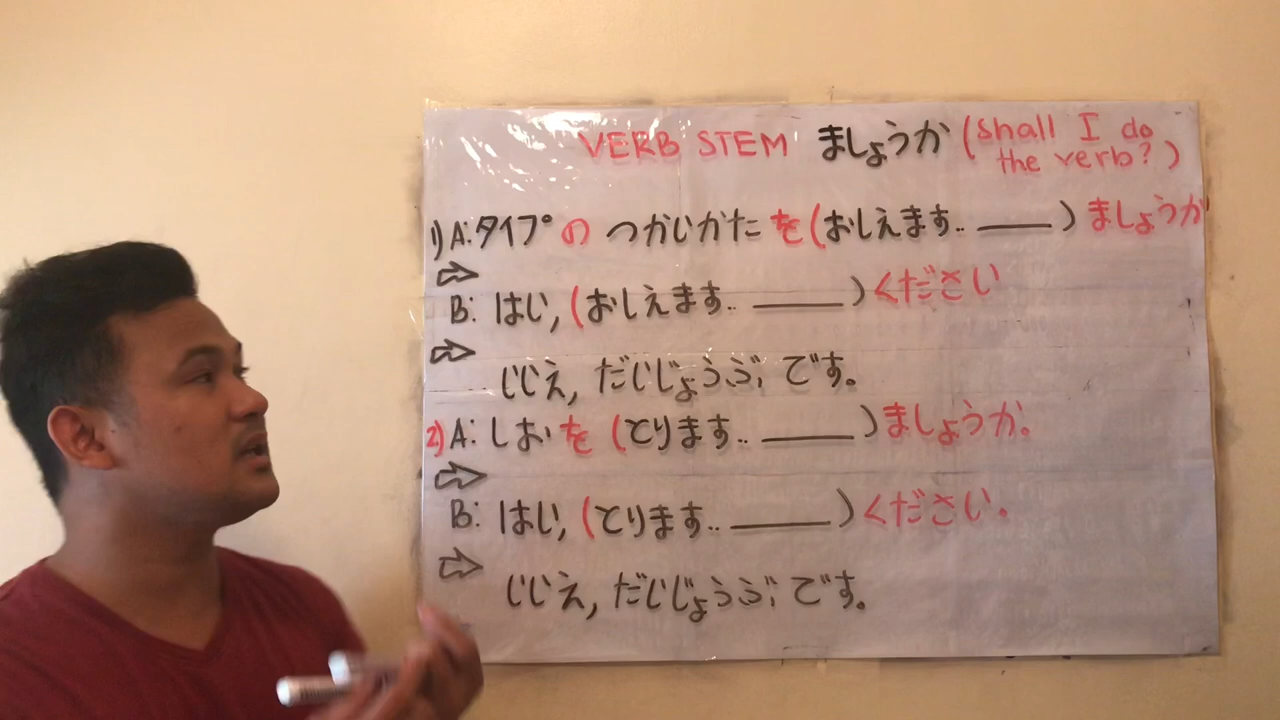 VERB STEM ましょうか (Shall I do
the verb?)
1) A: タイプ の つかいかた を (おしえます.. ____) ましょうか
B: はい, (おしえます.. ____) ください
いいえ, だいじょうぶ です。
2) A: しお を (とります.. ____) ましょうか。
B: はい, (とります.. ____) ください.
いいえ, だいじょうぶ です。